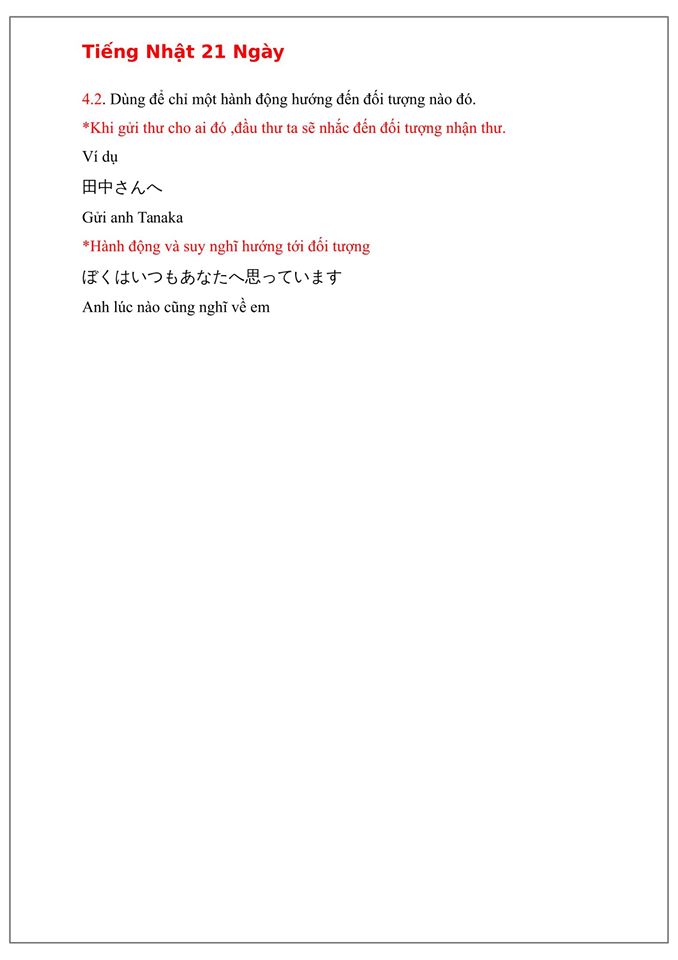 Tiếng Nhật 21 Ngày
4.2. Dùng để chỉ một hành động hướng đến đối tượng nào đó.
*Khi gửi thư cho ai đó ,đầu thư ta sẽ nhắc đến đối tượng nhận thư.
Ví dụ
田中さんへ
Gửi anh Tanaka
*Hành động và suy nghĩ hướng tới đối tượng
ぼくはいつもあなたへ思っています
Anh lúc nào cũng nghĩ về em